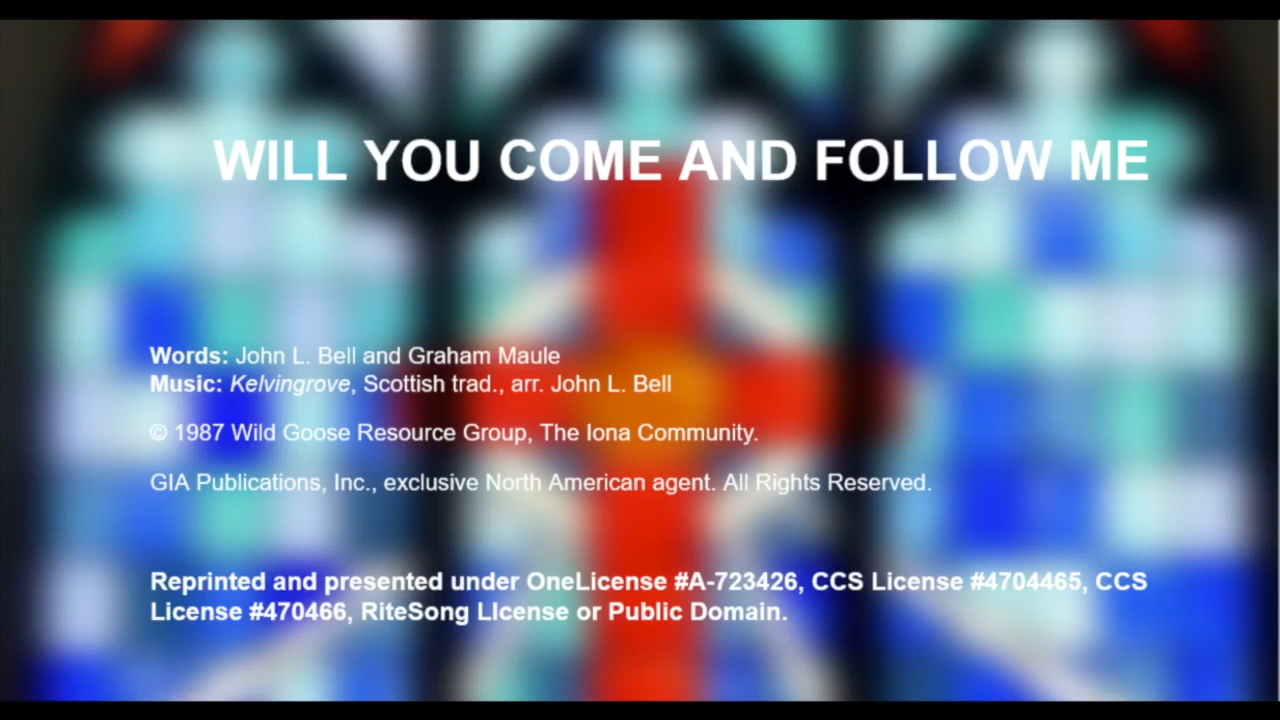 WILL YOU COME AND FOLLOW ME
Words: John L. Bell and Graham Maule
Music: Kelvingrove, Scottish trad., arr. John L. Bell
© 1987 Wild Goose Resource Group, The Iona Community.
GIA Publications, Inc., exclusive North American agent. All Rights Reserved.
Reprinted and presented under OneLicense #A-723426, CCS License #4704465, CCS
License #470466, RiteSong LIcense or Public Domain.